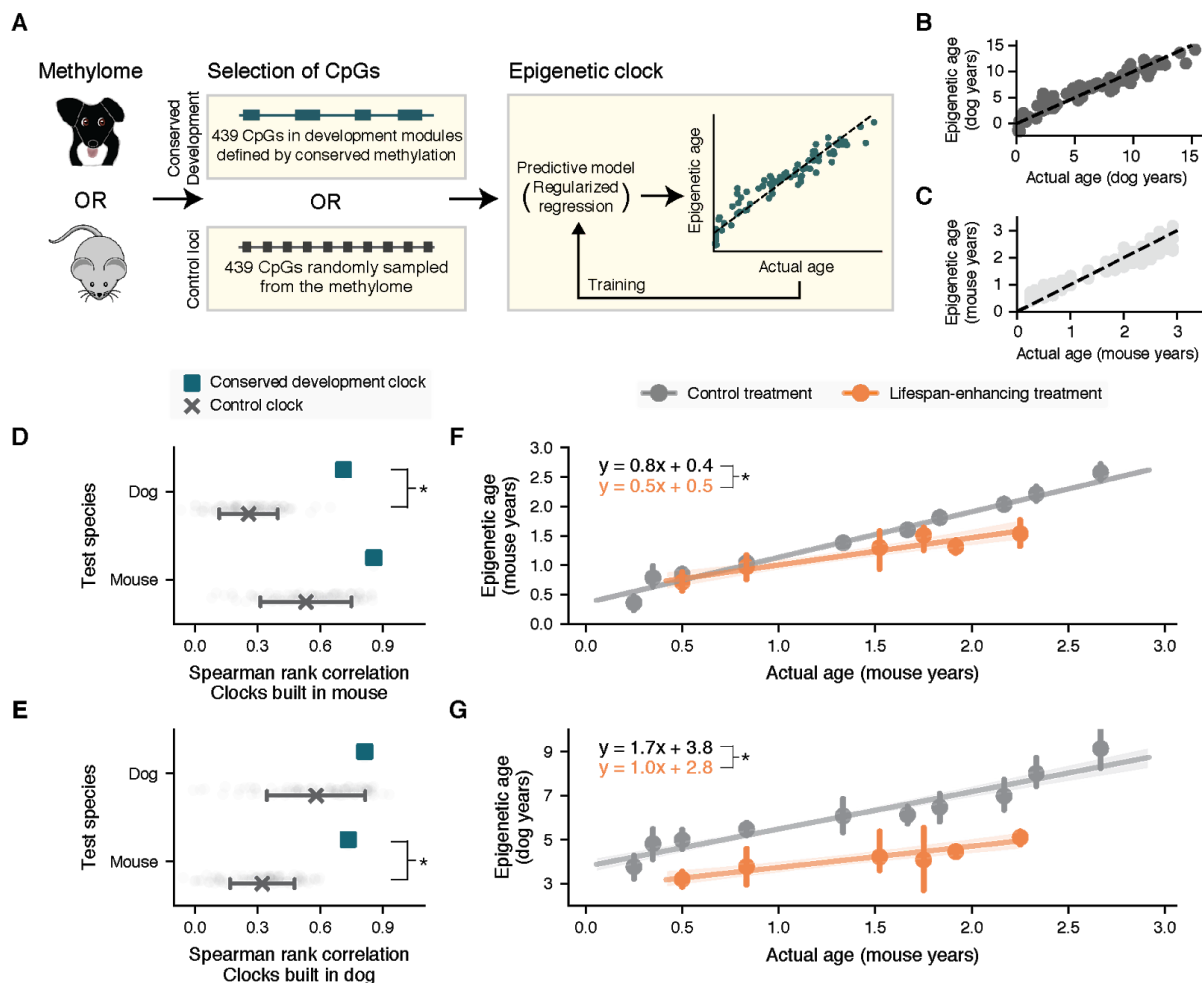 A
Methylome
OR
Selection of CpGs
Conserved
Development
439 CpGs in development modules
defined by conserved methylation
OR
Control loci
439 CpGs randomly sampled
from the methylome
Epigenetic clock
Predictive model
(Regularized
regression)
Epigenetic age
Actual age
Training
B
Epigenetic age
(dog years)
15
10
5
0
0 5 10 15
Actual age (dog years)
C
Epigenetic age
(mouse years)
3
2
1
0
0 1 2 3
Actual age (mouse years)
Conserved development clock
Control clock
Control treatment
Lifespan-enhancing treatment
D
Test species
Dog
Mouse
*
0.0 0.3 0.6 0.9
Spearman rank correlation
Clocks built in mouse
E
Test species
Dog
Mouse
*
0.0 0.3 0.6 0.9
Spearman rank correlation
Clocks built in dog
F
Epigenetic age
(mouse years)
3.0
2.5
2.0
1.5
1.0
0.5
0.0
y = 0.8x + 0.4
y = 0.5x + 0.5
*
0.5 1.0 1.5 2.0 2.5 3.0
Actual age (mouse years)
G
Epigenetic age
(dog years)
9
7
5
3
y = 1.7x + 3.8
y = 1.0x + 2.8
*
0.5 1.0 1.5 2.0 2.5 3.0
Actual age (mouse years)